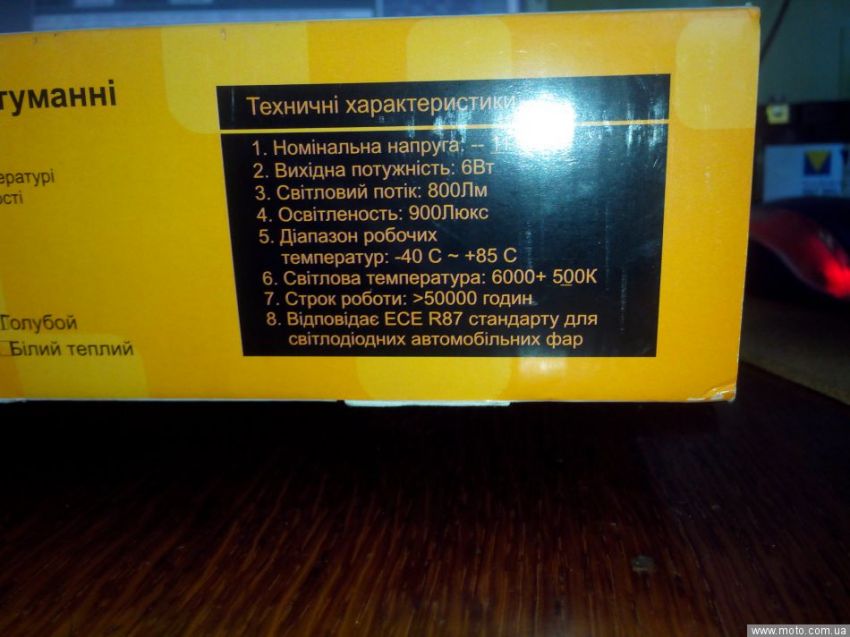 туманні
ературі
ості
Голубой
Білий теплий
Техничні характеристики
1. Номінальна напруга: --
2. Вихідна потужність: 6Вт
3. Світловий потік: 800Лм
4. Освітленость: 900Люкс
5. Діапазон робочих
температур: -40 С ~ +85 С
6. Світлова температура: 6000+ 500К
7. Строк роботи: >50000 годин
8. Відповідає ECE R87 стандарту для
світлодіодних автомобільних фар
www.moto.com.ua